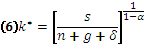 (6)k* = [s / (n + g + δ)]^(1/(1−α))